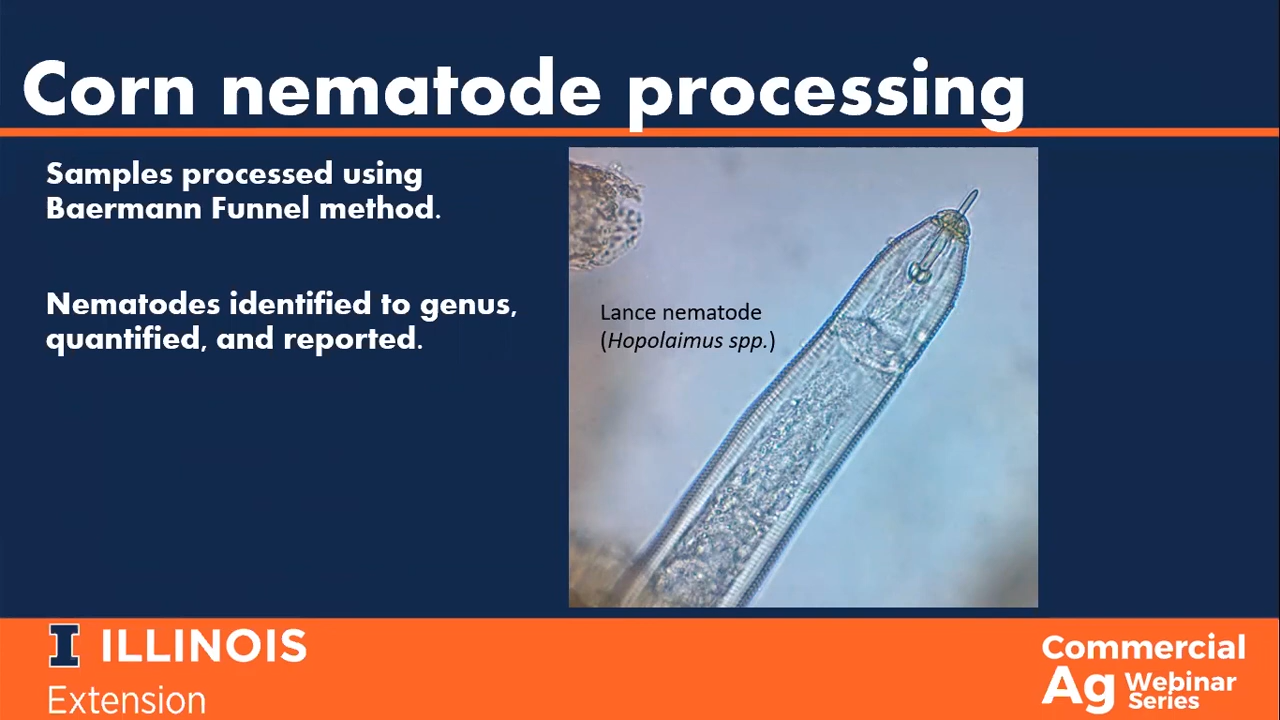 Corn nematode processing
Samples processed using
Baermann Funnel method.
Nematodes identified to genus,
quantified, and reported.
Lance nematode
(Hopolaimus spp.)
I ILLINOIS
Extension
Commercial
Ag Webinar
Series